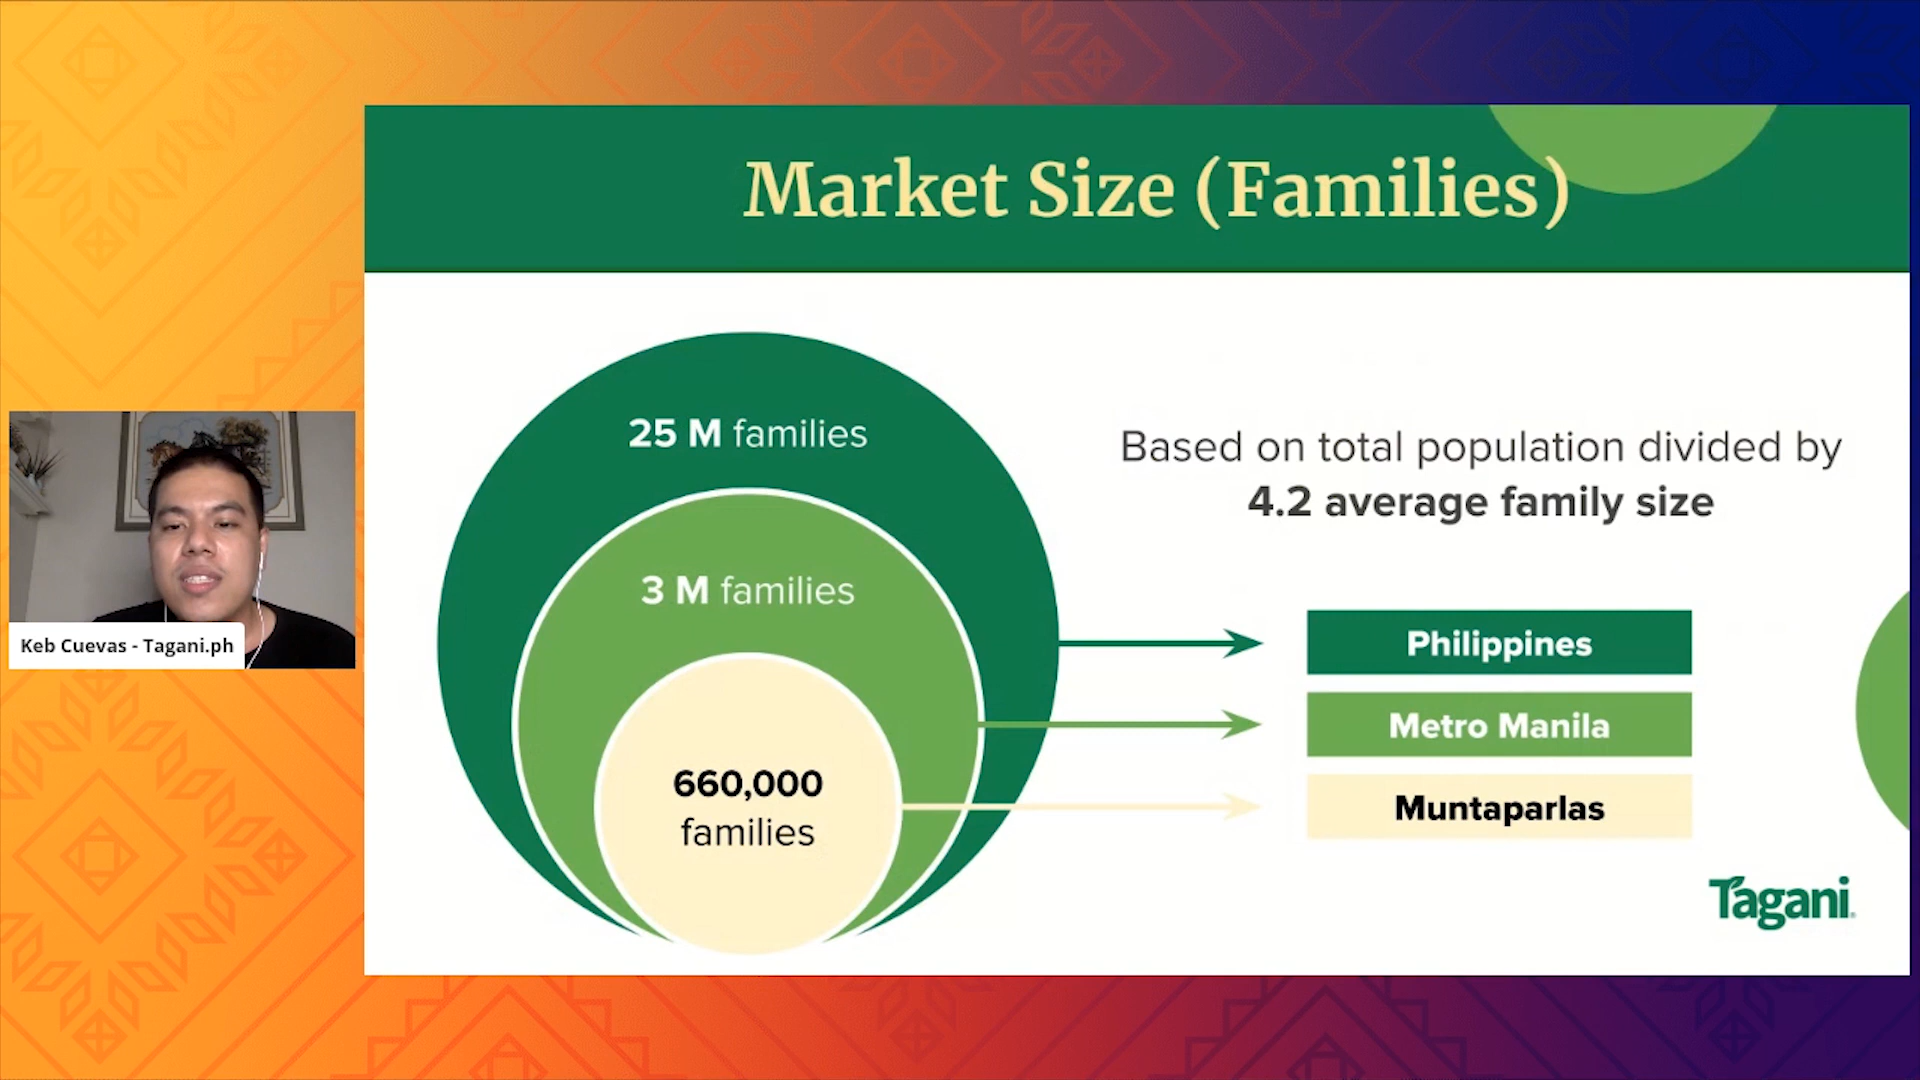 Market Size (Families)
25 M families
3 M families
660,000
families
Based on total population divided by
4.2 average family size
Philippines
Metro Manila
Muntaparlas
Tagani
Keb Cuevas - Tagani.ph